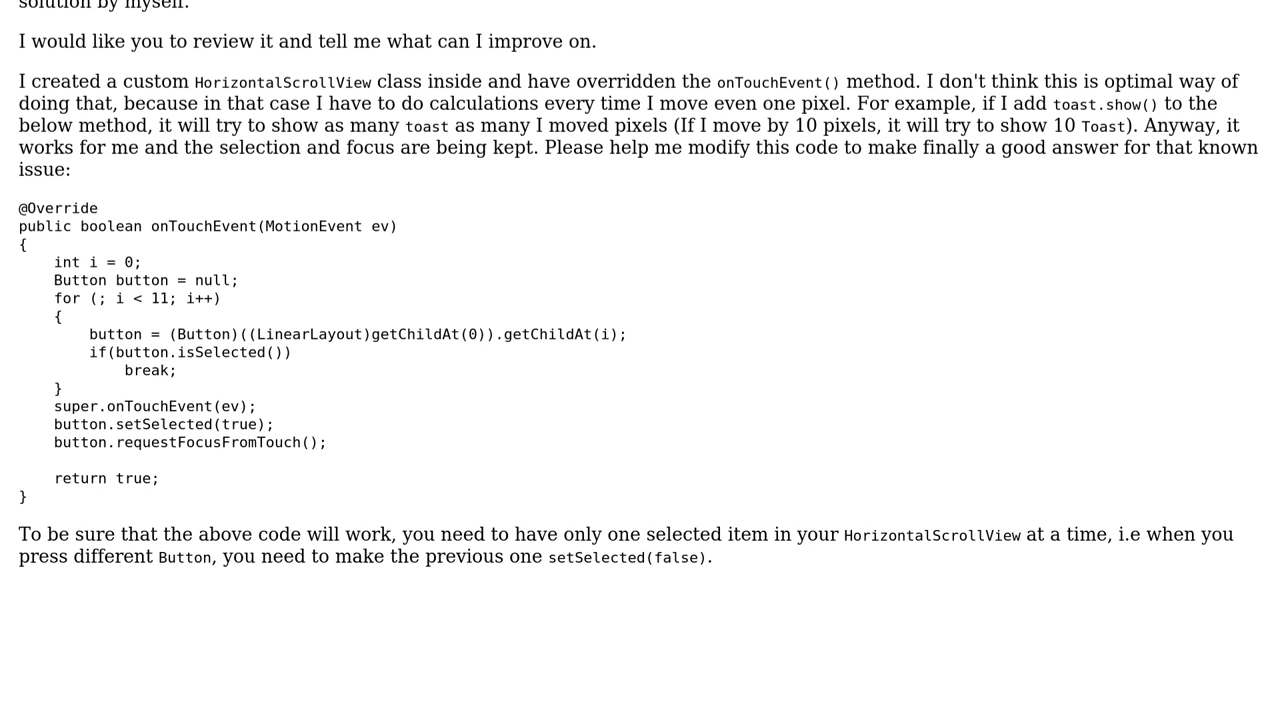 solution by myself.
I would like you to review it and tell me what can I improve on.
I created a custom HorizontalScrollView class inside and have overridden the onTouchEvent() method. I don't think this is optimal way of
doing that, because in that case I have to do calculations every time I move even one pixel. For example, if I add toast.show() to the
below method, it will try to show as many toast as many I moved pixels (If I move by 10 pixels, it will try to show 10 Toast). Anyway, it
works for me and the selection and focus are being kept. Please help me modify this code to make finally a good answer for that known
issue:
@Override
public boolean onTouchEvent(MotionEvent ev)
{
    int i = 0;
    Button button = null;
    for (; i < 11; i++)
    {
        button = (Button)((LinearLayout)getChildAt(0)).getChildAt(i);
        if(button.isSelected())
            break;
    }
    super.onTouchEvent(ev);
    button.setSelected(true);
    button.requestFocusFromTouch();

    return true;
}
To be sure that the above code will work, you need to have only one selected item in your HorizontalScrollView at a time, i.e when you
press different Button, you need to make the previous one setSelected(false).